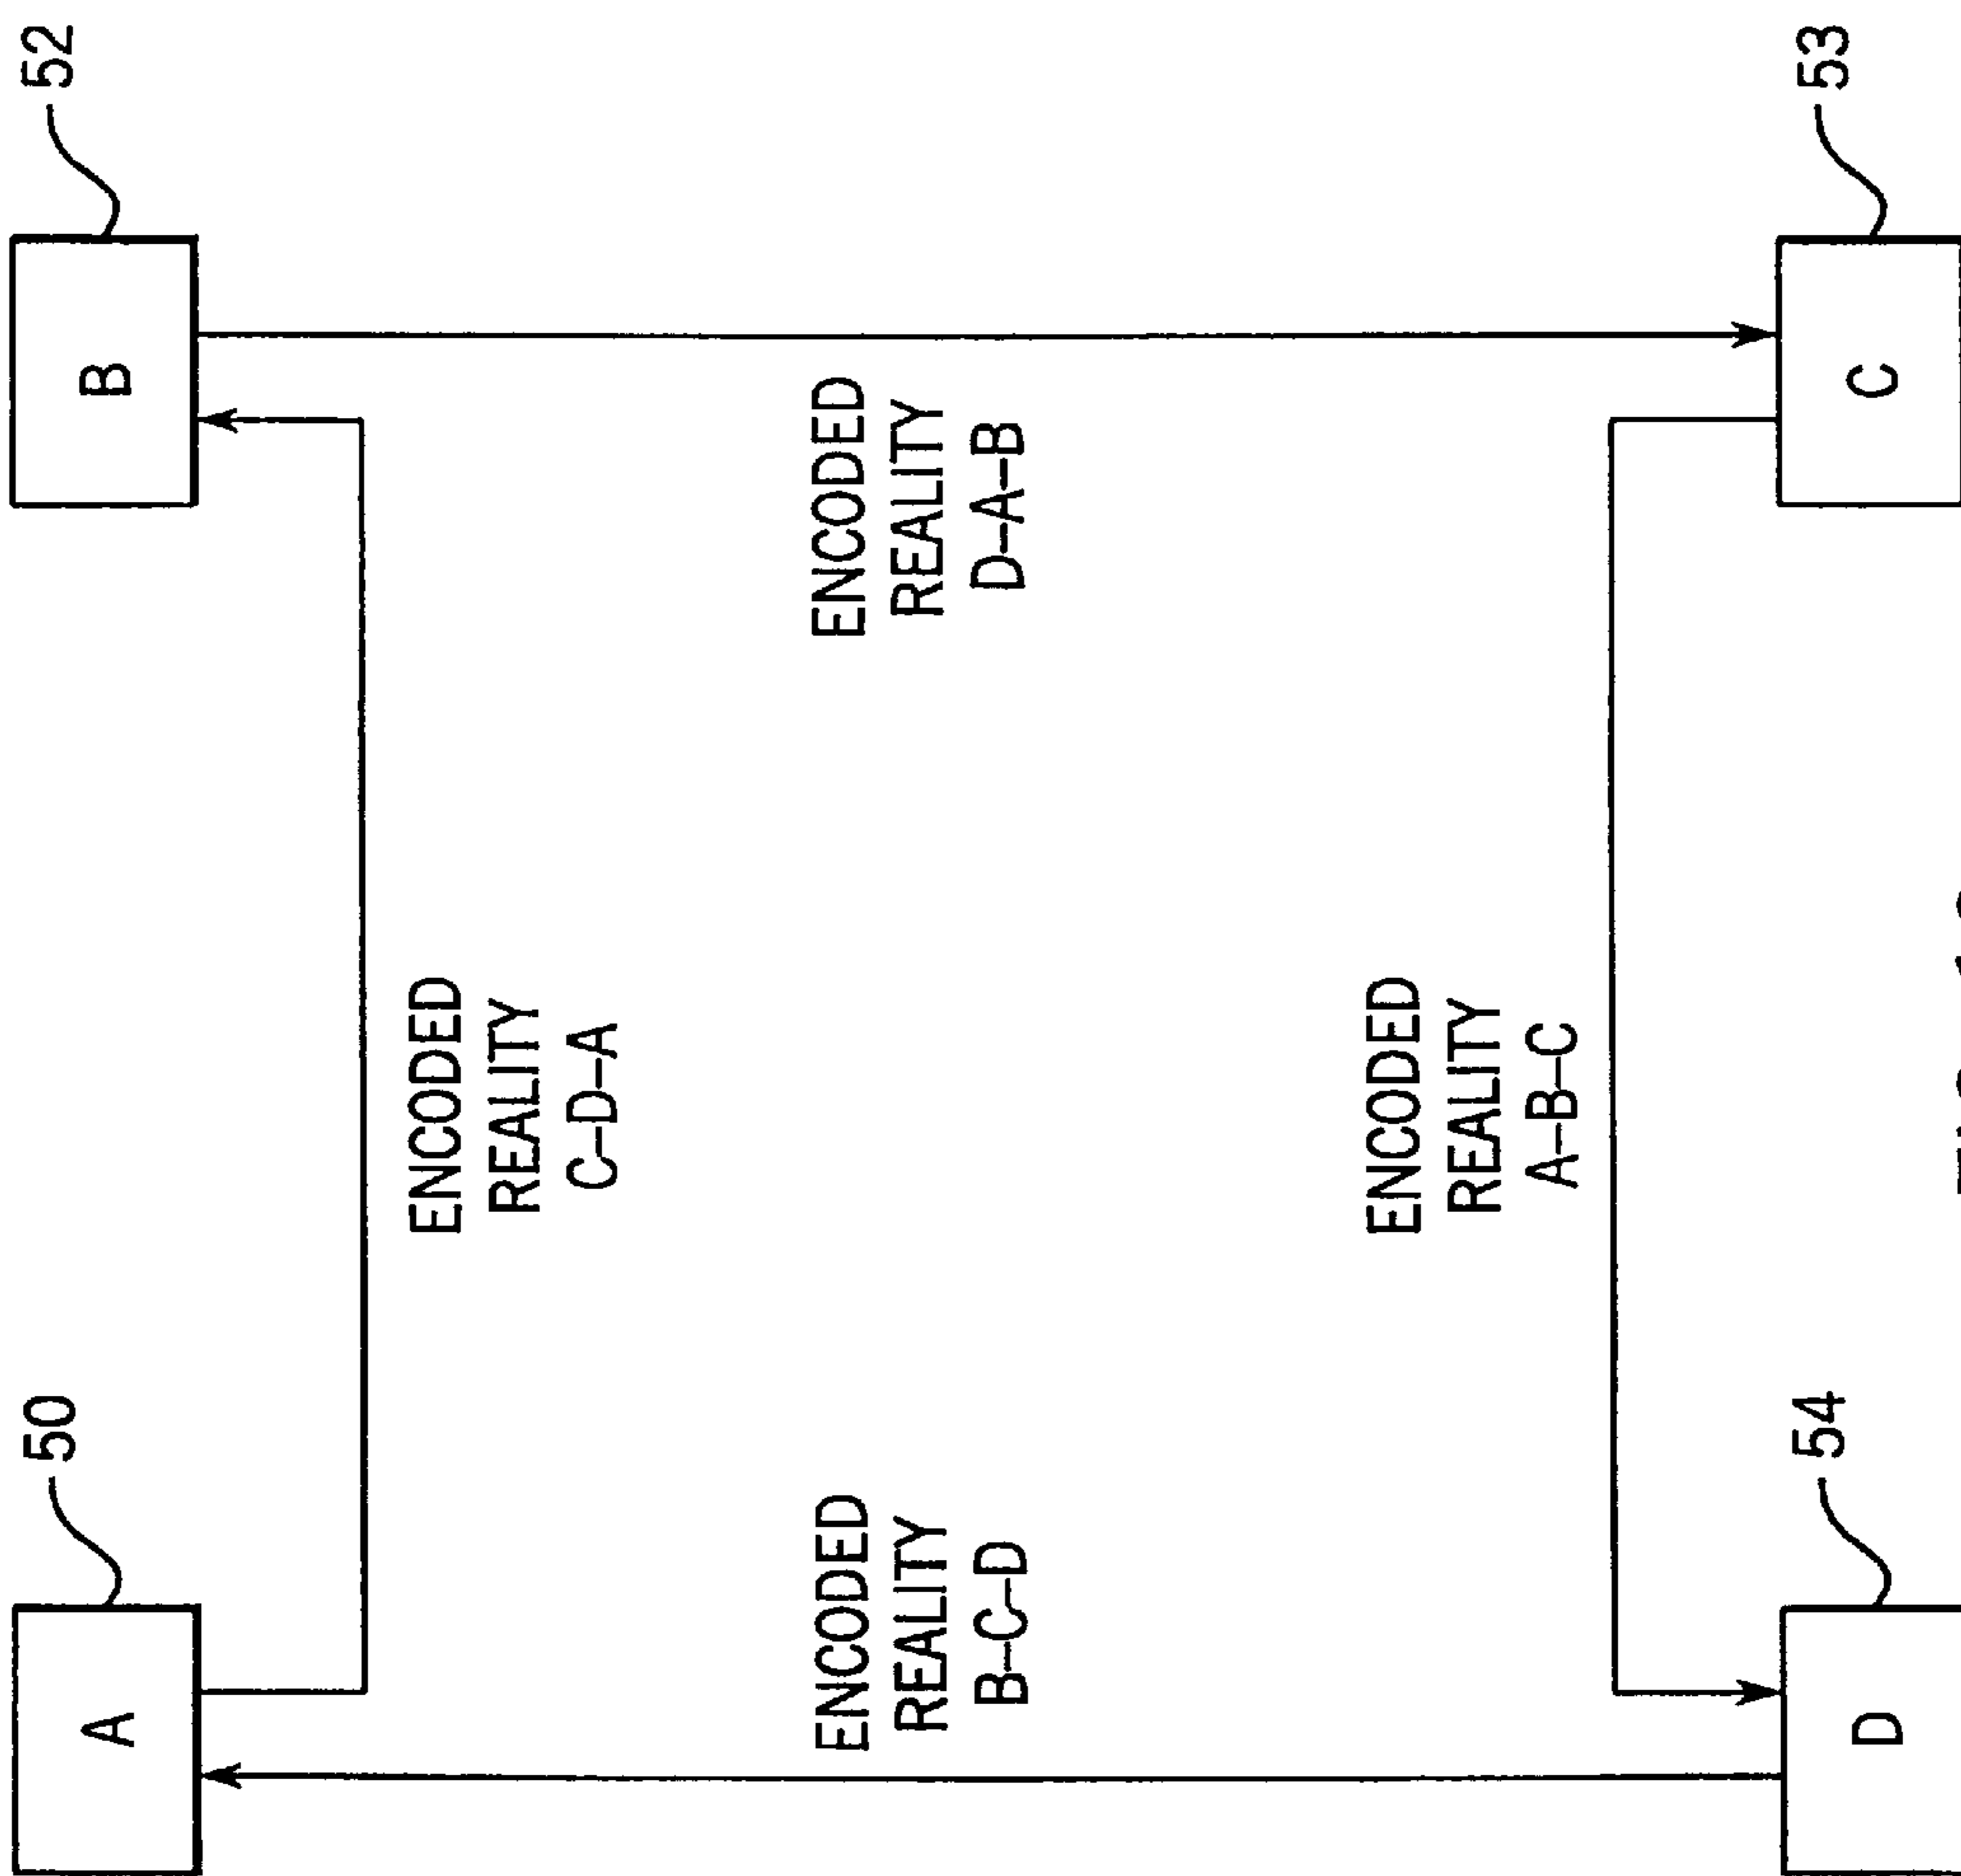 50
52
A
B
ENCODED
REALITY
C-D-A
ENCODED
REALITY
B-C-D
ENCODED
REALITY
D-A-B
ENCODED
REALITY
A-B-C
54
53
D
C